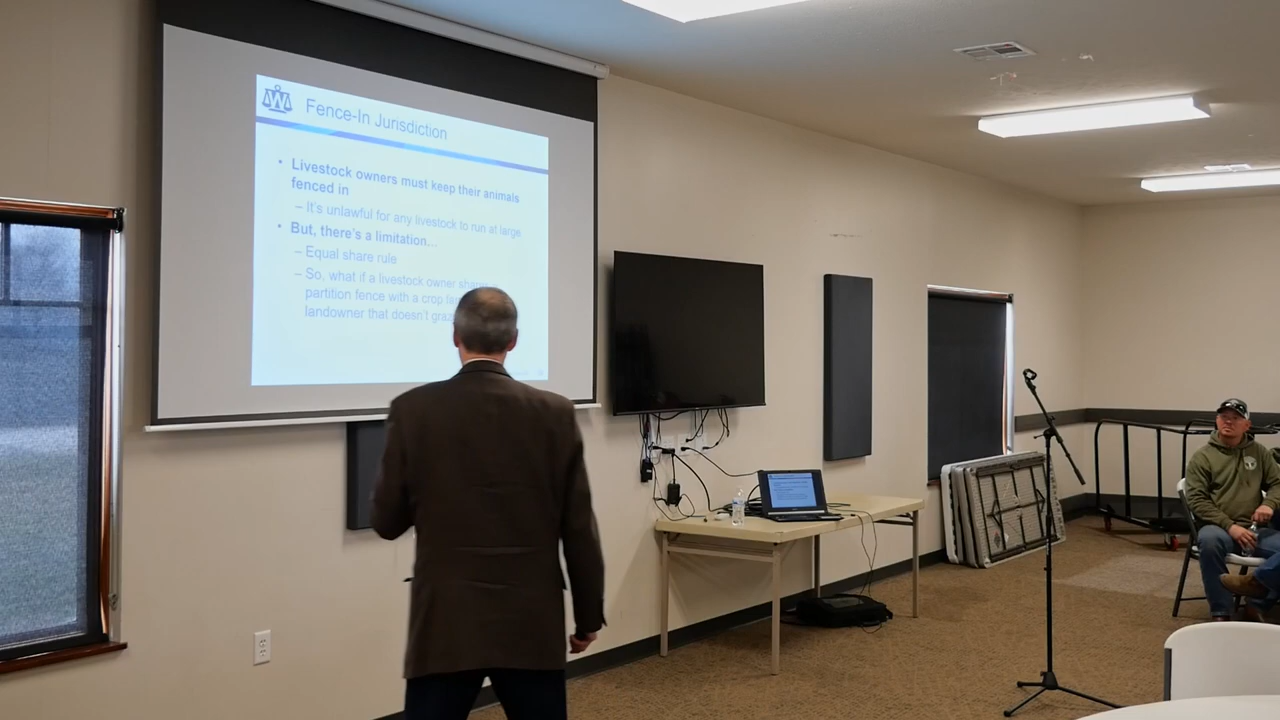 W
Fence-In Jurisdiction
• Livestock owners must keep their animals
fenced in
– It's unlawful for any livestock to run at large
• But, there's a limitation...
– Equal share rule
– So, what if a livestock owner
partition fence with a crop
landowner that doesn't